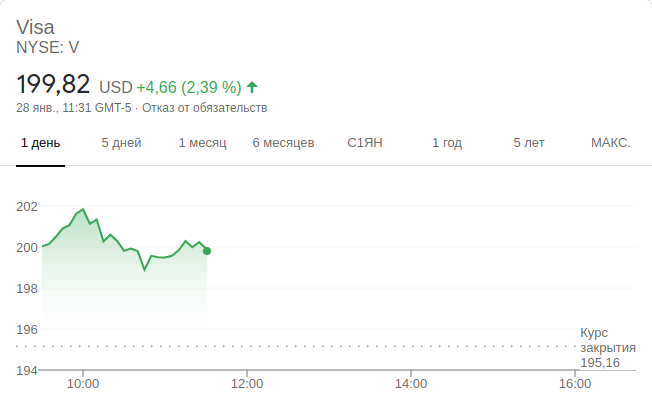 Visa
NYSE: V
199,82 USD +4,66 (2,39 %)
28 янв., 11:31 GMT-5 · Отказ от обязательств
1 день 5 дней 1 месяц 6 месяцев С1ЯН 1 год 5 лет МАКС.
202
200
198
196
Курс
закрытия
195,16
194
10:00 12:00 14:00 16:00